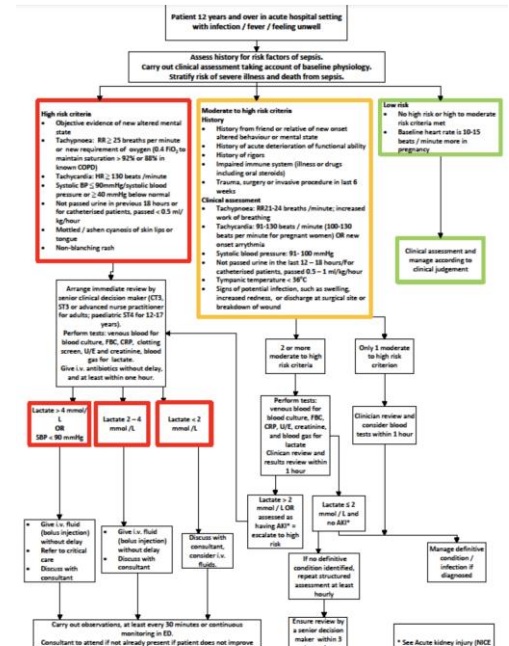 Patient 12 years and over in acute hospital setting
with infection / fever / feeling unwell
Assess history for risk factors of sepsis.
Carry out clinical assessment taking account of baseline physiology.
Stratify risk of severe illness and death from sepsis.
High risk criteria
• Objective evidence of new altered mental
state
• Tachypnoea: RR ≥ 25 breaths per minute
or new requirement of oxygen (0.4 FiO₂ to
maintain saturation > 92% or 88% in
known COPD)
• Tachycardia: HR ≥ 130 beats /minute
• Systolic BP ≤ 90mmHg/systolic blood
pressure or ≥ 40 mmHg below normal
• Not passed urine in previous 18 hours or
for catheterised patients, passed < 0.5 ml/
kg/hour
• Mottled / ashen cyanosis of skin lips or
tongue
• Non-blanching rash
Moderate to high risk criteria
History
• History from friend or relative of new onset
altered behaviour or mental state
• History of acute deterioration of functional ability
• History of rigors
• Impaired immune system (illness or drugs
including oral steroids)
• Trauma, surgery or invasive procedure in last 6
weeks
Clinical assessment
• Tachypnoea: RR21-24 breaths /minute; increased
work of breathing
• Tachycardia: 91-130 beats / minute (100-130
beats per minute for pregnant women) OR new
onset arrythmia
• Systolic blood pressure: 91- 100 mmHg
• Not passed urine in the last 12 – 18 hours/For
catheterised patients, passed 0.5 – 1 ml/kg/hour
• Tympanic temperature < 36°C
• Signs of potential infection, such as swelling,
increased redness, or discharge at surgical site or
breakdown of wound
Low risk
• No high risk or high to moderate
risk criteria met
• Baseline heart rate is 10-15
beats / minute more in
pregnancy
Clinical assessment and
manage according to
clinical judgement
Arrange immediate review by
senior clinical decision maker (CT3,
ST3 or advanced nurse practitioner
for adults; paediatric ST4 for 12-17
years).
Perform tests: venous blood for
blood culture, FBC, CRP, clotting
screen, U/E and creatinine, blood
gas for lactate.
Give i.v. antibiotics without delay,
and at least within one hour.
2 or more
moderate to high
risk criteria
Only 1 moderate
to high risk
criterion
Perform tests:
venous blood for
blood culture, FBC,
CRP, U/E, creatinine,
and blood gas for
lactate
Clinican review and
results review within
1 hour
Clinician review and
consider blood
tests within 1 hour
Lactate > 4 mmol/
L
OR
SBP < 90 mmHg
Lactate 2 – 4
mmol /L
Lactate < 2
mmol /L
Lactate > 2
mmol / L OR
assessed as
having AKI* =
escalate to high
risk
Lactate ≤ 2
mmol / L and
no AKI*
• Give i.v. fluid
(bolus injection)
without delay
• Refer to critical
care
• Discuss with
consultant
• Give i.v. fluid
(bolus injection)
without delay
• Discuss with
consultant
Discuss with
consultant,
consider i.v.
fluids.
If no definitive
condition identified,
repeat structured
assessment at least
hourly
Manage definitive
condition /
infection if
diagnosed
Carry out observations, at least every 30 minutes or continuous
monitoring in ED.
Consultant to attend if not already present if patient does not improve
Ensure review by
a senior decision
maker within 3
* See Acute kidney injury (NICE